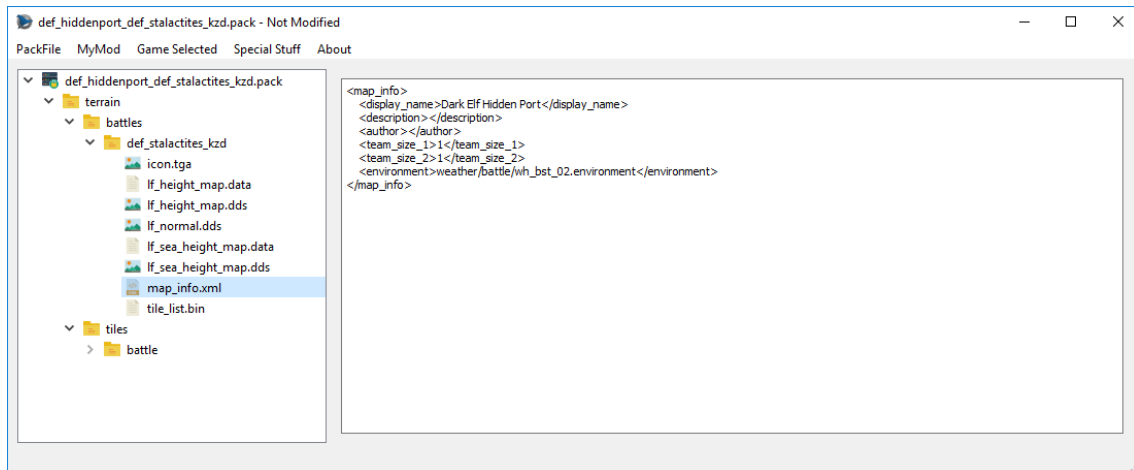 def_hiddenport_def_stalactites_kzd.pack - Not Modified
PackFile MyMod Game Selected Special Stuff About
def_hiddenport_def_stalactites_kzd.pack
terrain
battles
def_stalactites_kzd
icon.tga
lf_height_map.data
lf_height_map.dds
lf_normal.dds
lf_sea_height_map.data
lf_sea_height_map.dds
map_info.xml
tile_list.bin
tiles
battle
<map_info>
<display_name>Dark Elf Hidden Port</display_name>
<description></description>
<author></author>
<team_size_1>1</team_size_1>
<team_size_2>1</team_size_2>
<environment>weather/battle/wh_bst_02.environment</environment>
</map_info>